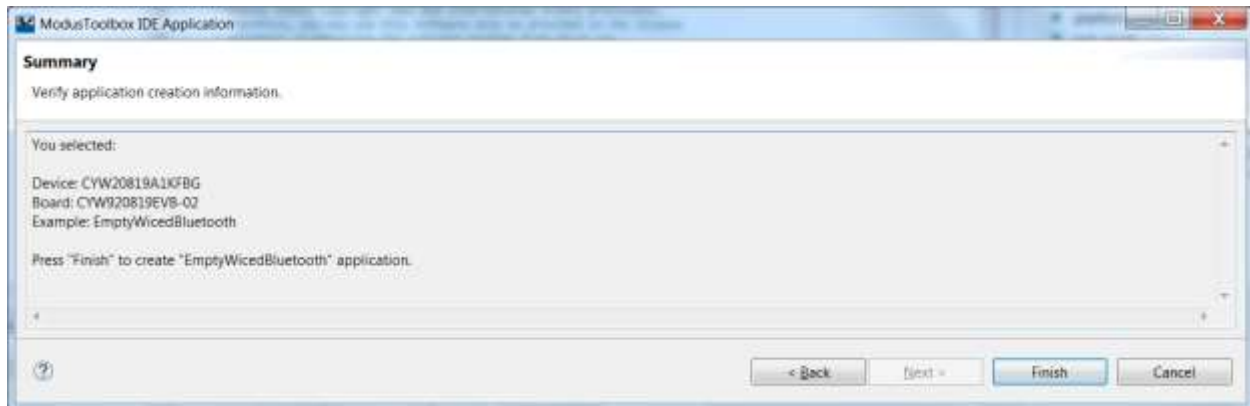 ModusToolbox IDE Application
Summary
Verify application creation information.
You selected:
Device: CYW20819A1KFBG
Board: CYW920819EVB-02
Example: EmptyWicedBluetooth
Press "Finish" to create "EmptyWicedBluetooth" application.
< Back
Next >
Finish
Cancel